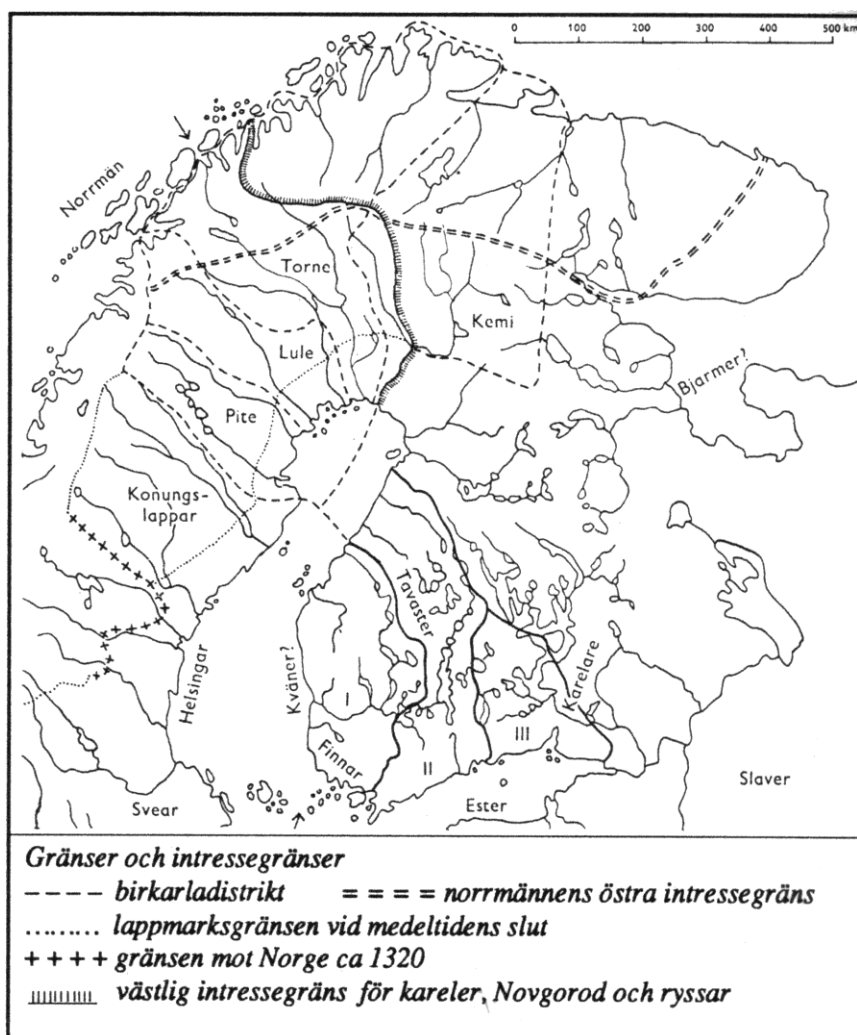 0 100 200 300 400 500 km
Norrmän
Torne
Kemi
Lule
Bjarmer?
Pite
Konungs-
lappar
Tavaster
Helsingar
Kväner?
Karelare
I
Finnar
II
III
Svear
Ester
Slaver
Gränser och intressegränser
– – – – birkarladistrikt = = = = norrmännens östra intressegräns
......... lappmarksgränsen vid medeltidens slut
+ + + + gränsen mot Norge ca 1320
västlig intressegräns för kareler, Novgorod och ryssar